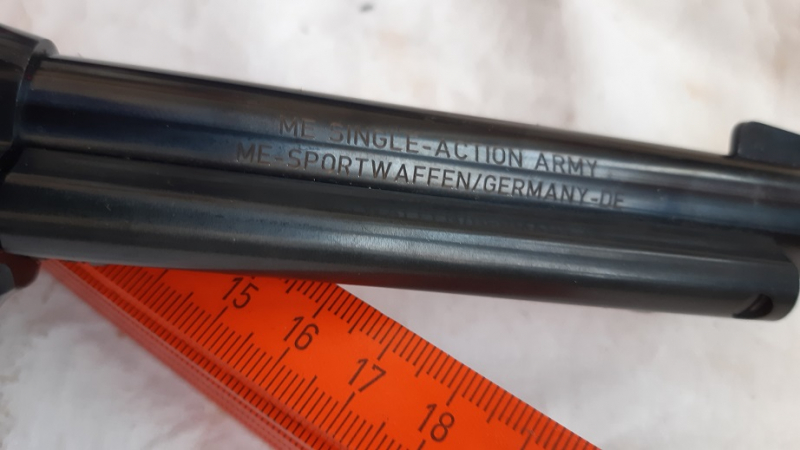 ME SINGLE-ACTION ARMY
ME-SPORTWAFFEN/GERMANY-DE
15
16
17
18